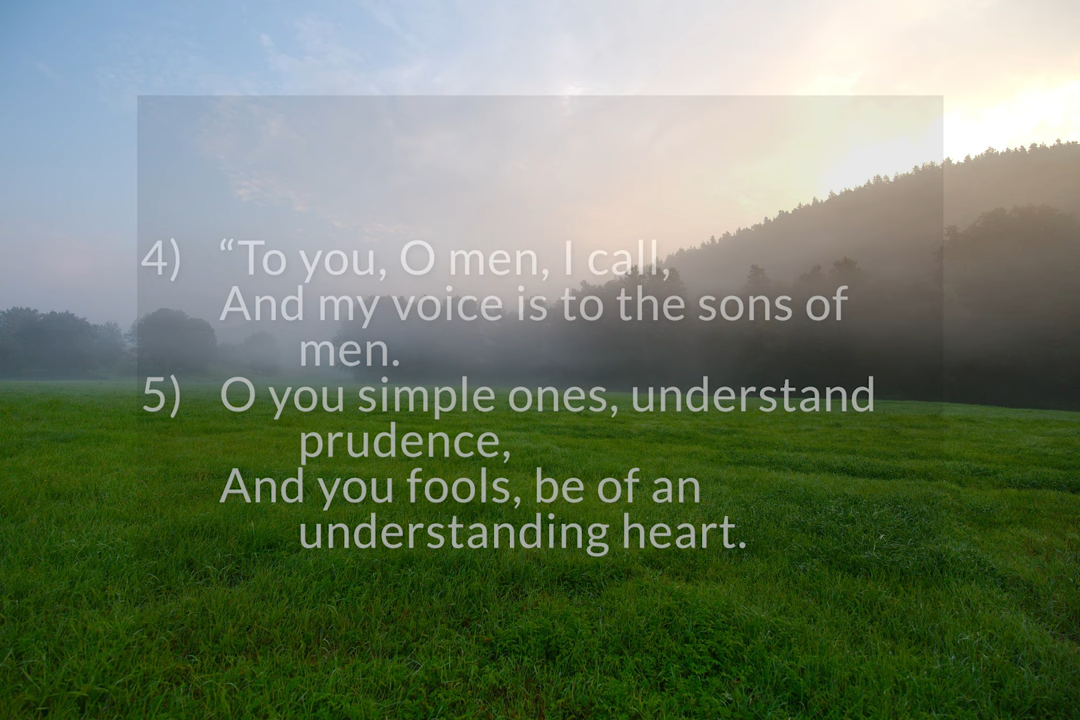 4) “To you, O men, I call,
And my voice is to the sons of
men.
5) O you simple ones, understand
prudence,
And you fools, be of an
understanding heart.